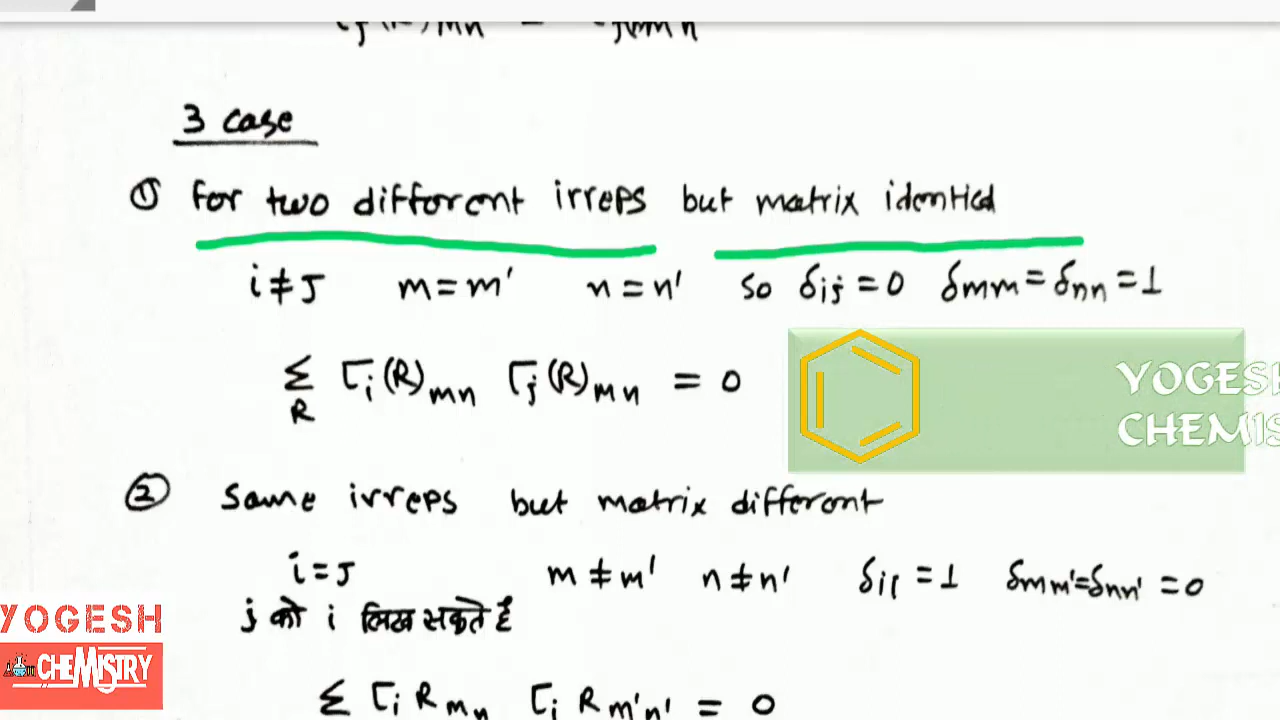 3 case
① For two different irreps but matrix identical
i ≠ J m = m' n = n' so δij = 0 δmm = δnn = 1
Σ Γi(R)mn Γj(R)mn = 0
R
YOGESH
CHEMIS
② Same irreps but matrix different
i = J m ≠ m' n ≠ n' δii = 1 δmm' = δnn' = 0
j को i लिख सकते हैं
YOGESH
CHEMISTRY
Σ Γi Rmn Γi Rm'n' = 0